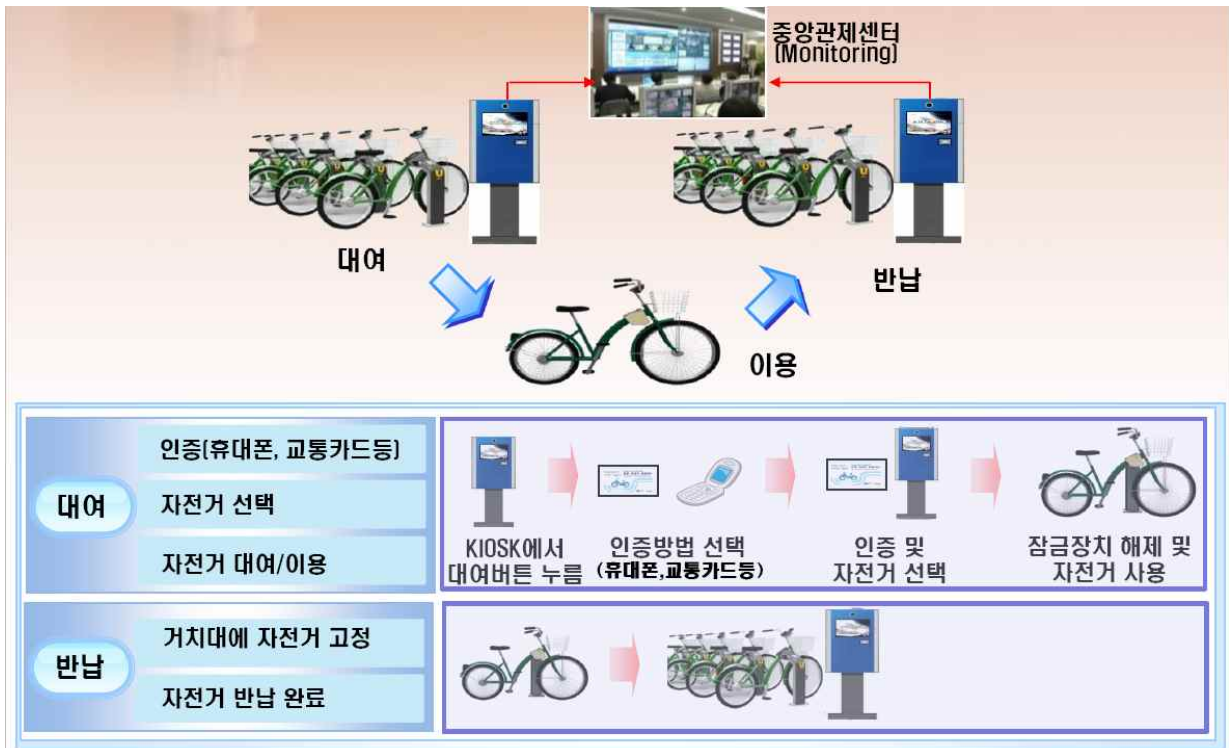 중앙관제센터
(Monitoring)
대여
반납
이용
대여
인증(휴대폰, 교통카드등)
자전거 선택
자전거 대여/이용
KIOSK에서
대여버튼 누름
인증방법 선택
(휴대폰,교통카드등)
인증 및
자전거 선택
잠금장치 해제 및
자전거 사용
반납
거치대에 자전거 고정
자전거 반납 완료